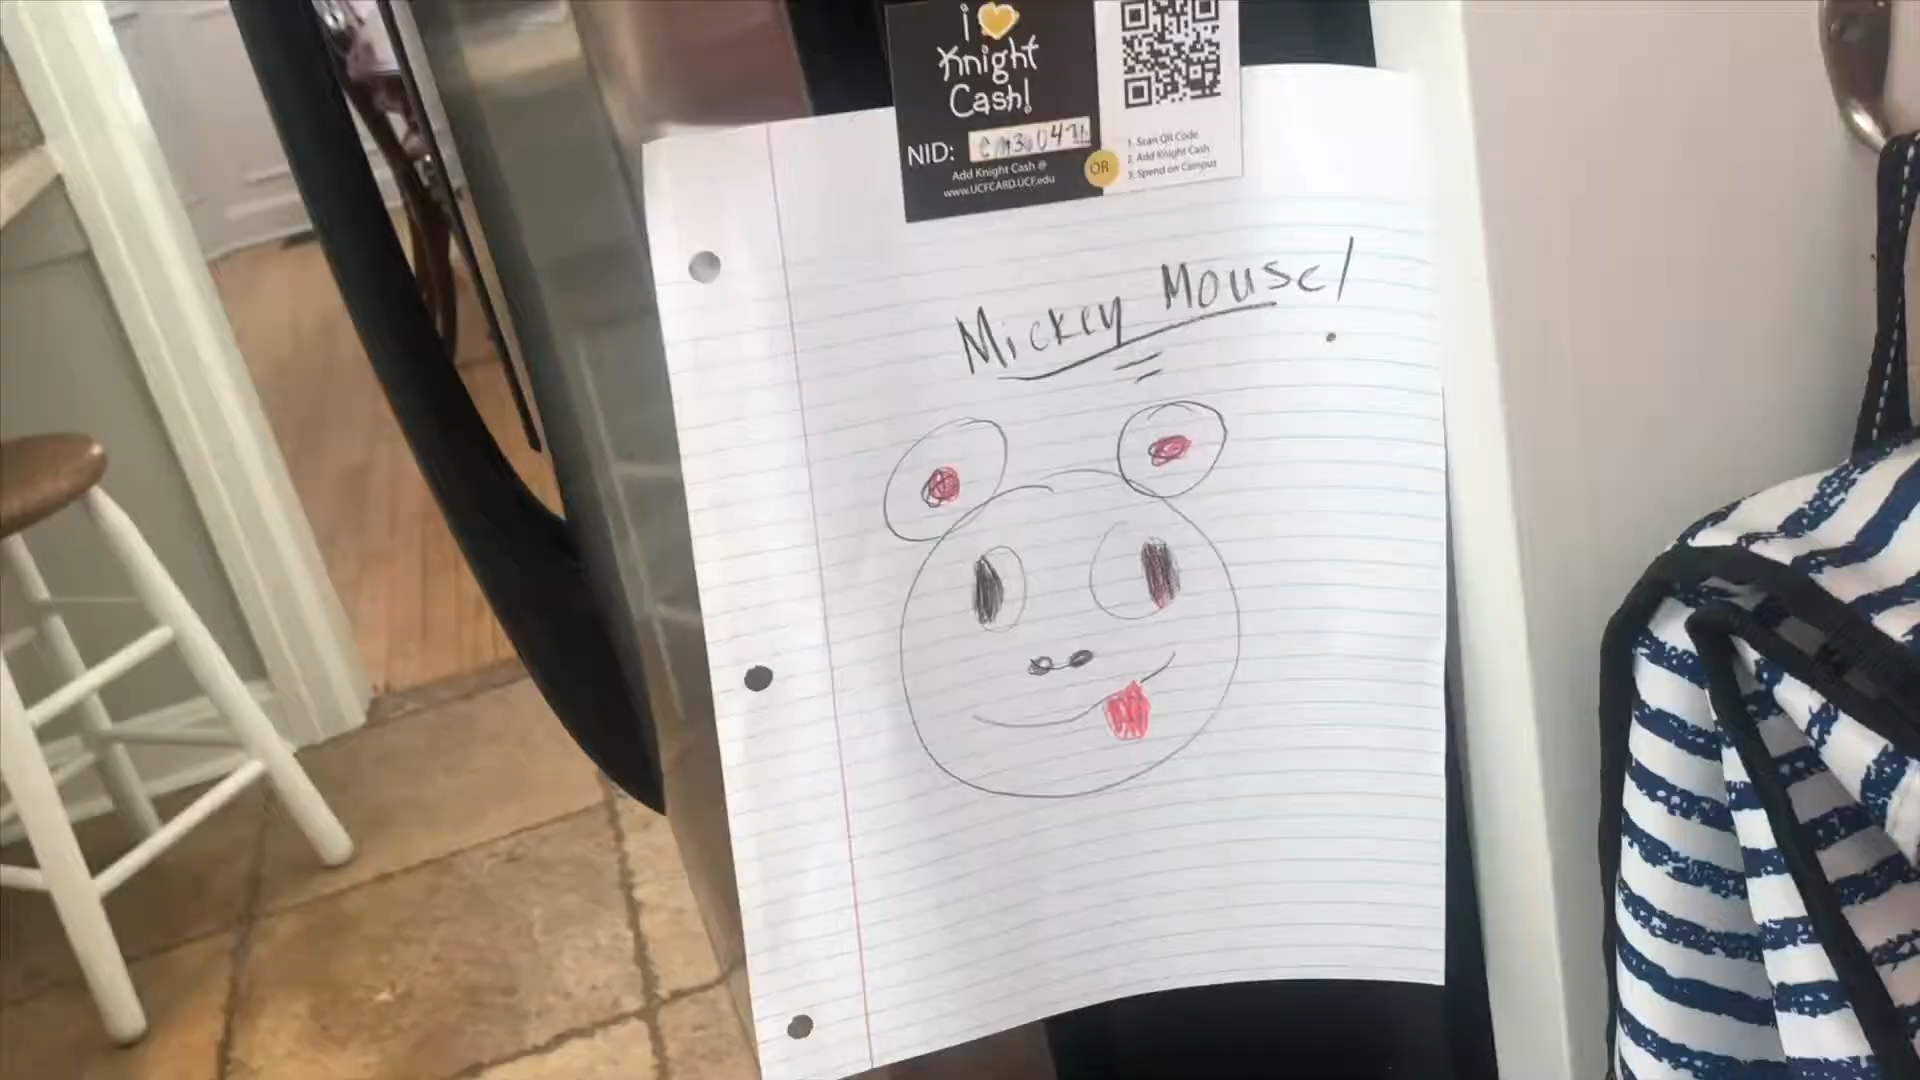 i
Knight
Cash!
NID:
Add Knight Cash @
www.UCFCARD.UCF.edu
OR
1. Scan QR Code
2. Add Knight Cash
3. Spend on Campus
Mickey Mouse!